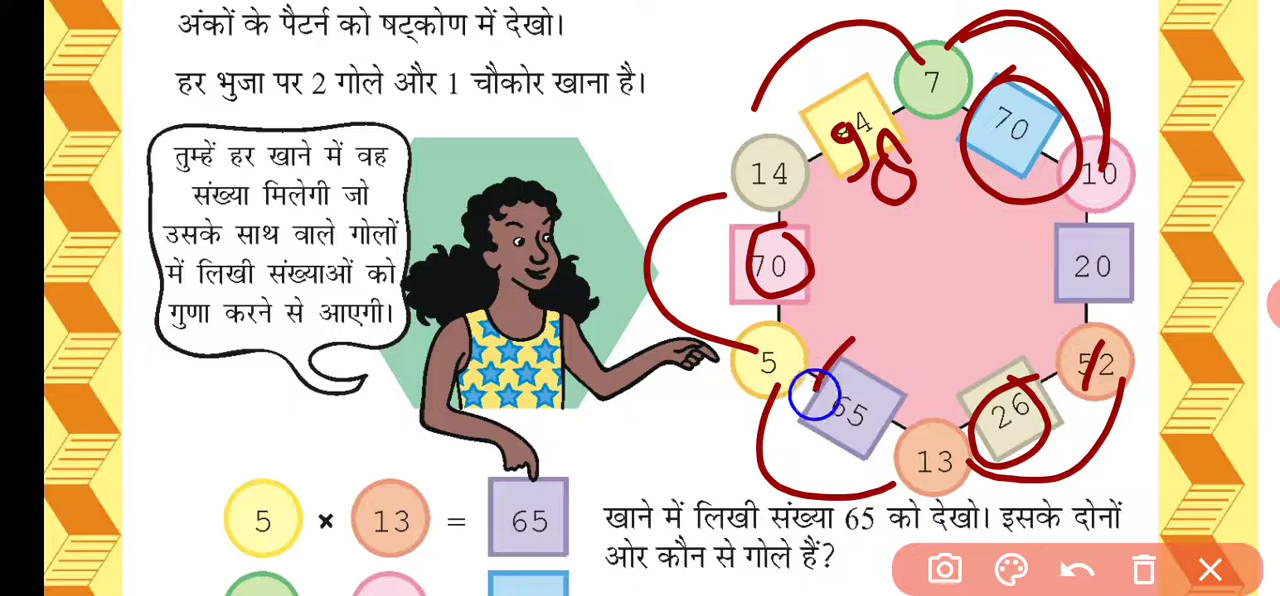 अंकों के पैटर्न को षट्कोण में देखो।
हर भुजा पर 2 गोले और 1 चौकोर खाना है।
तुम्हें हर खाने में वह
संख्या मिलेगी जो
उसके साथ वाले गोलों
में लिखी संख्याओं को
गुणा करने से आएगी।
7
98
70
14
10
70
20
5
52
65
26
13
5 × 13 = 65
खाने में लिखी संख्या 65 को देखो। इसके दोनों
ओर कौन से गोले हैं?